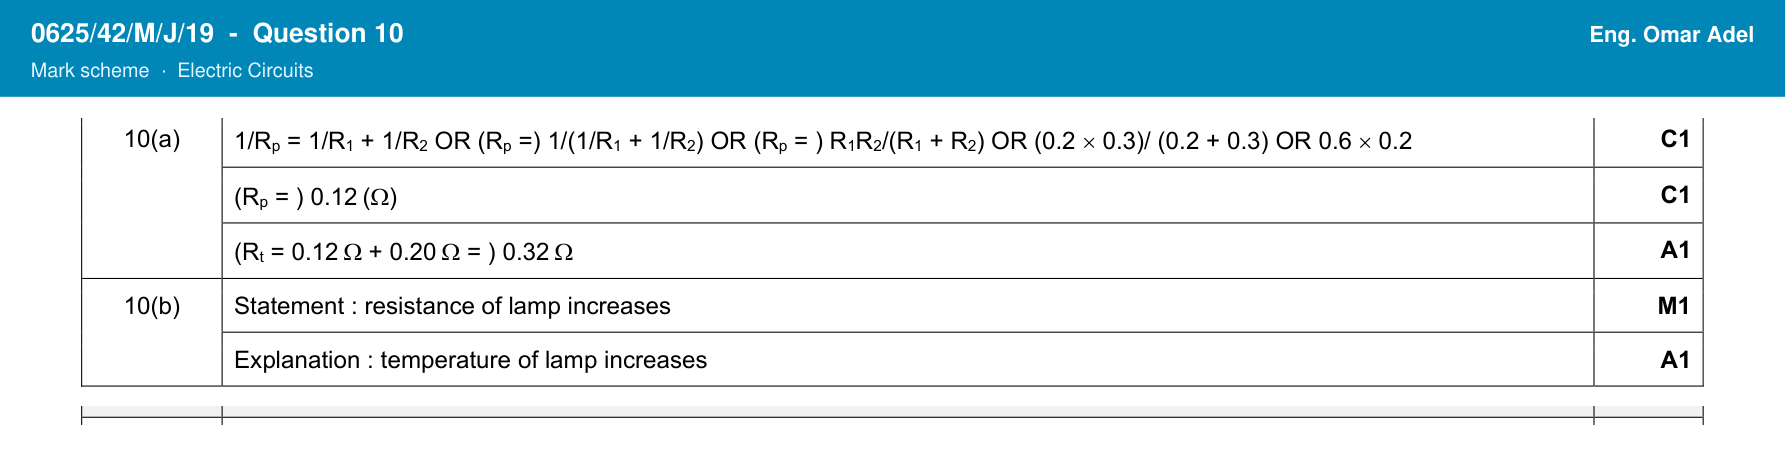 0625/42/M/J/19 - Question 10
Eng. Omar Adel
Mark scheme · Electric Circuits
10(a) 1/Rₚ = 1/R₁ + 1/R₂ OR (Rₚ =) 1/(1/R₁ + 1/R₂) OR (Rₚ = ) R₁R₂/(R₁ + R₂) OR (0.2 × 0.3)/ (0.2 + 0.3) OR 0.6 × 0.2 C1
(Rₚ = ) 0.12 (Ω) C1
(Rₜ = 0.12 Ω + 0.20 Ω = ) 0.32 Ω A1
10(b) Statement : resistance of lamp increases M1
Explanation : temperature of lamp increases A1